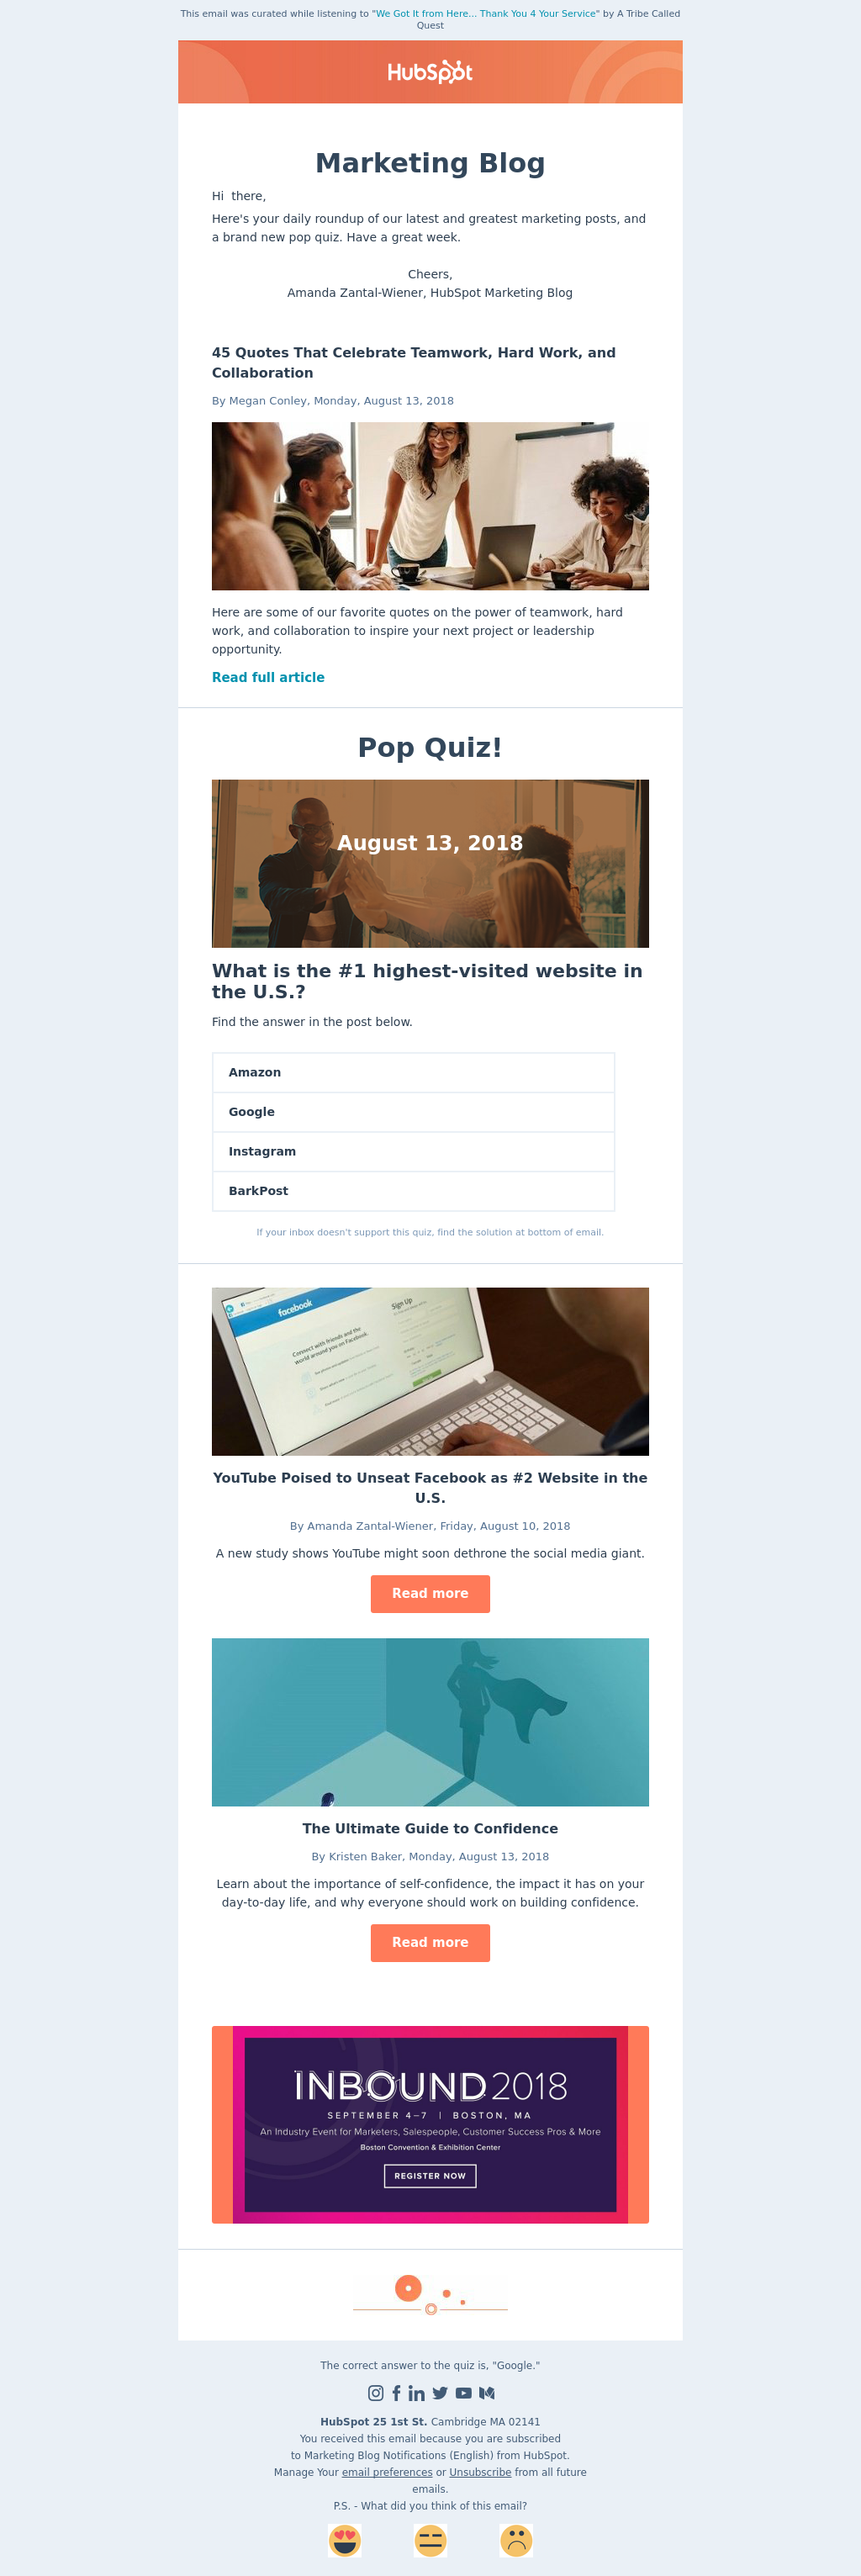 This email was curated while listening to "We Got It from Here... Thank You 4 Your Service" by A Tribe Called
Quest
HubSpot
Marketing Blog
Hi  there,
Here's your daily roundup of our latest and greatest marketing posts, and
a brand new pop quiz. Have a great week.
Cheers,
Amanda Zantal-Wiener, HubSpot Marketing Blog
45 Quotes That Celebrate Teamwork, Hard Work, and
Collaboration
By Megan Conley, Monday, August 13, 2018
Here are some of our favorite quotes on the power of teamwork, hard
work, and collaboration to inspire your next project or leadership
opportunity.
Read full article
Pop Quiz!
August 13, 2018
What is the #1 highest-visited website in
the U.S.?
Find the answer in the post below.
Amazon
Google
Instagram
BarkPost
If your inbox doesn't support this quiz, find the solution at bottom of email.
facebook
Sign Up
Connect with friends and the
world around you on Facebook.
YouTube Poised to Unseat Facebook as #2 Website in the
U.S.
By Amanda Zantal-Wiener, Friday, August 10, 2018
A new study shows YouTube might soon dethrone the social media giant.
Read more
The Ultimate Guide to Confidence
By Kristen Baker, Monday, August 13, 2018
Learn about the importance of self-confidence, the impact it has on your
day-to-day life, and why everyone should work on building confidence.
Read more
INBOUND 2018
SEPTEMBER 4–7 | BOSTON, MA
An Industry Event for Marketers, Salespeople, Customer Success Pros & More
Boston Convention & Exhibition Center
REGISTER NOW
The correct answer to the quiz is, "Google."
HubSpot 25 1st St. Cambridge MA 02141
You received this email because you are subscribed
to Marketing Blog Notifications (English) from HubSpot.
Manage Your email preferences or Unsubscribe from all future
emails.
P.S. - What did you think of this email?